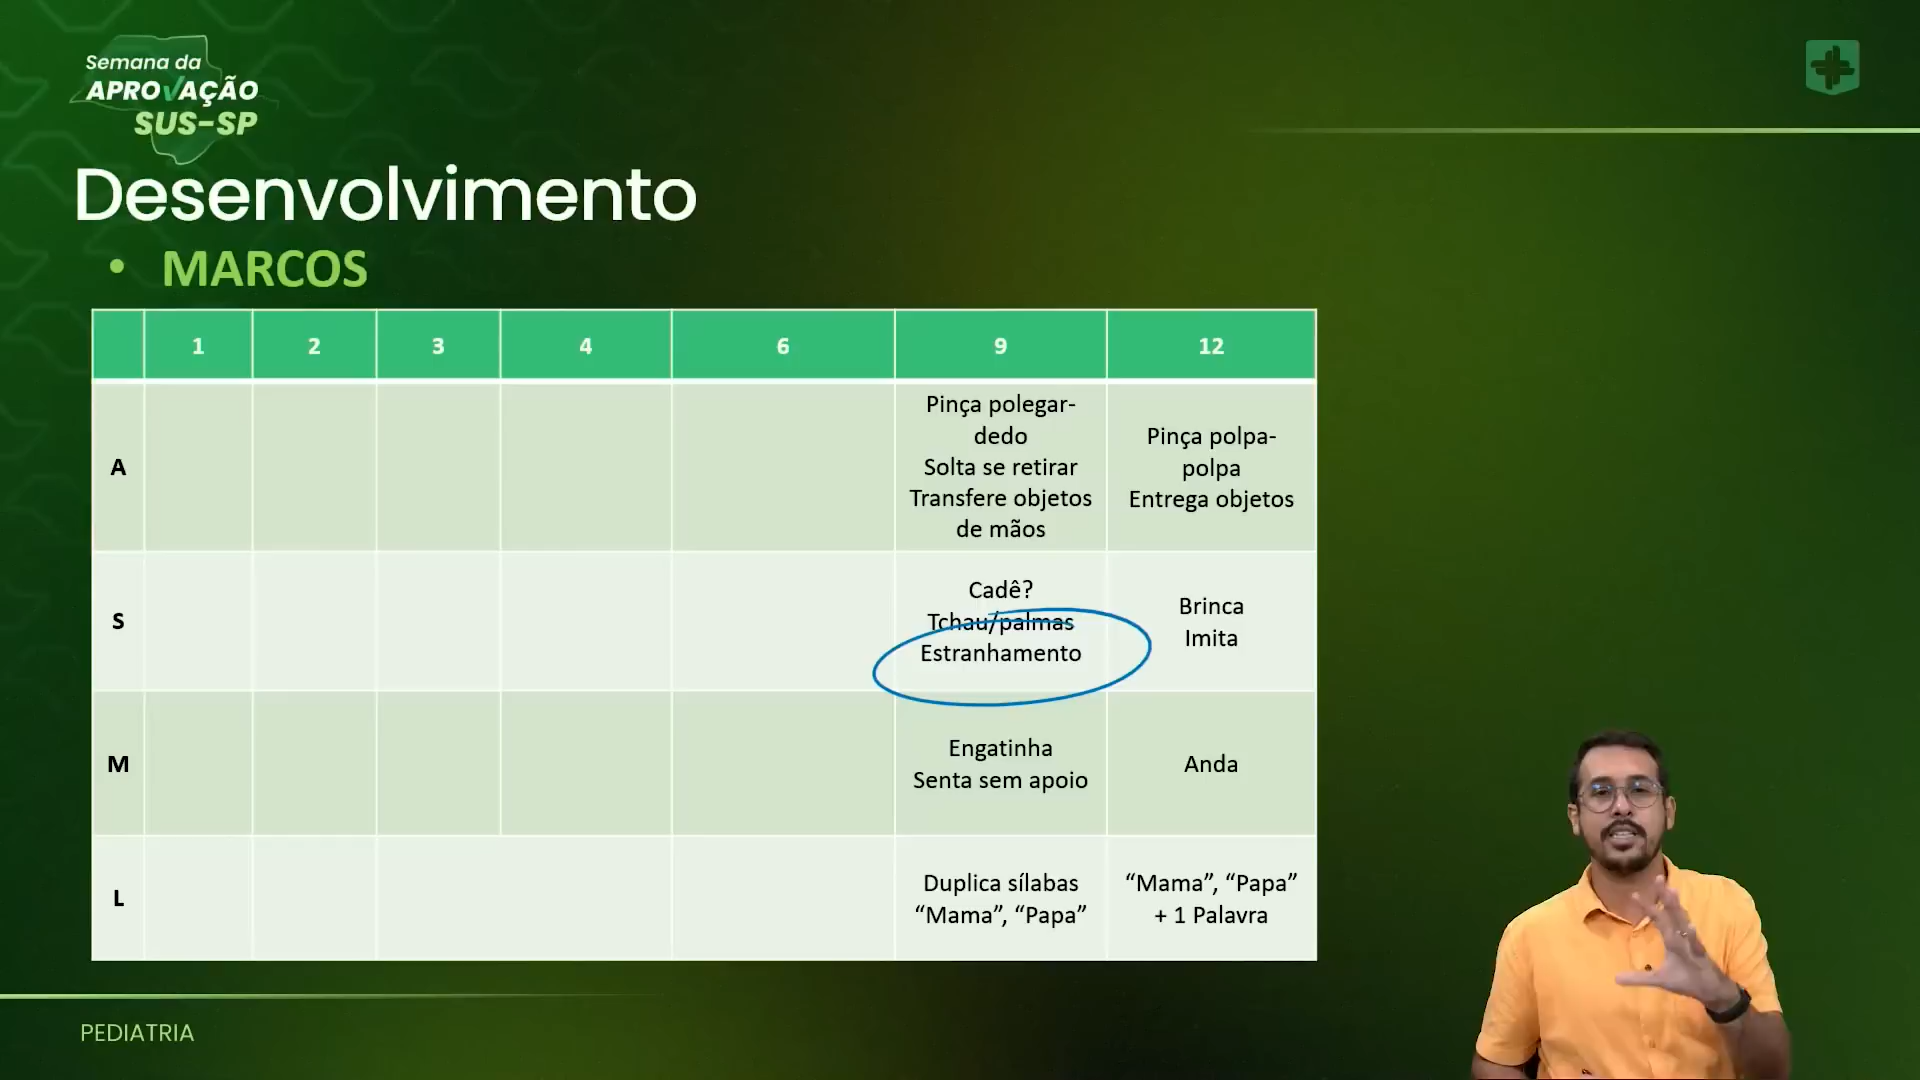 Semana da
APROVAÇÃO
SUS-SP
Desenvolvimento
• MARCOS
1 2 3 4 6 9 12
A
Pinça polegar-
dedo
Solta se retirar
Transfere objetos
de mãos
Pinça polpa-
polpa
Entrega objetos
S
Cadê?
Tchau/palmas
Estranhamento
Brinca
Imita
M
Engatinha
Senta sem apoio
Anda
L
Duplica sílabas
“Mama”, “Papa”
“Mama”, “Papa”
+ 1 Palavra
PEDIATRIA